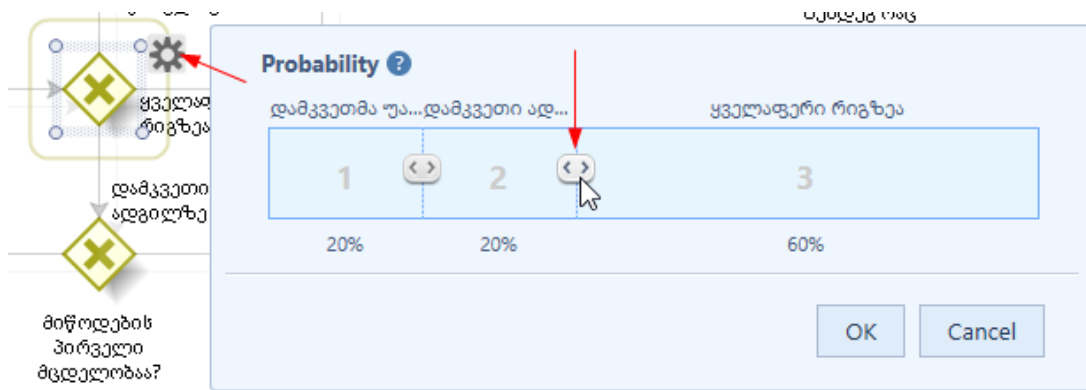 Probability ?
დამკვეთმა უა...დამკვეთი ად... ყველაფერი რიგზეა
1 2 3
20% 20% 60%
OK Cancel
ყველაფ
რიგზეა
დამკვეთი
ადგილზე
მიწოდების
პირველი
მცდელობაა?